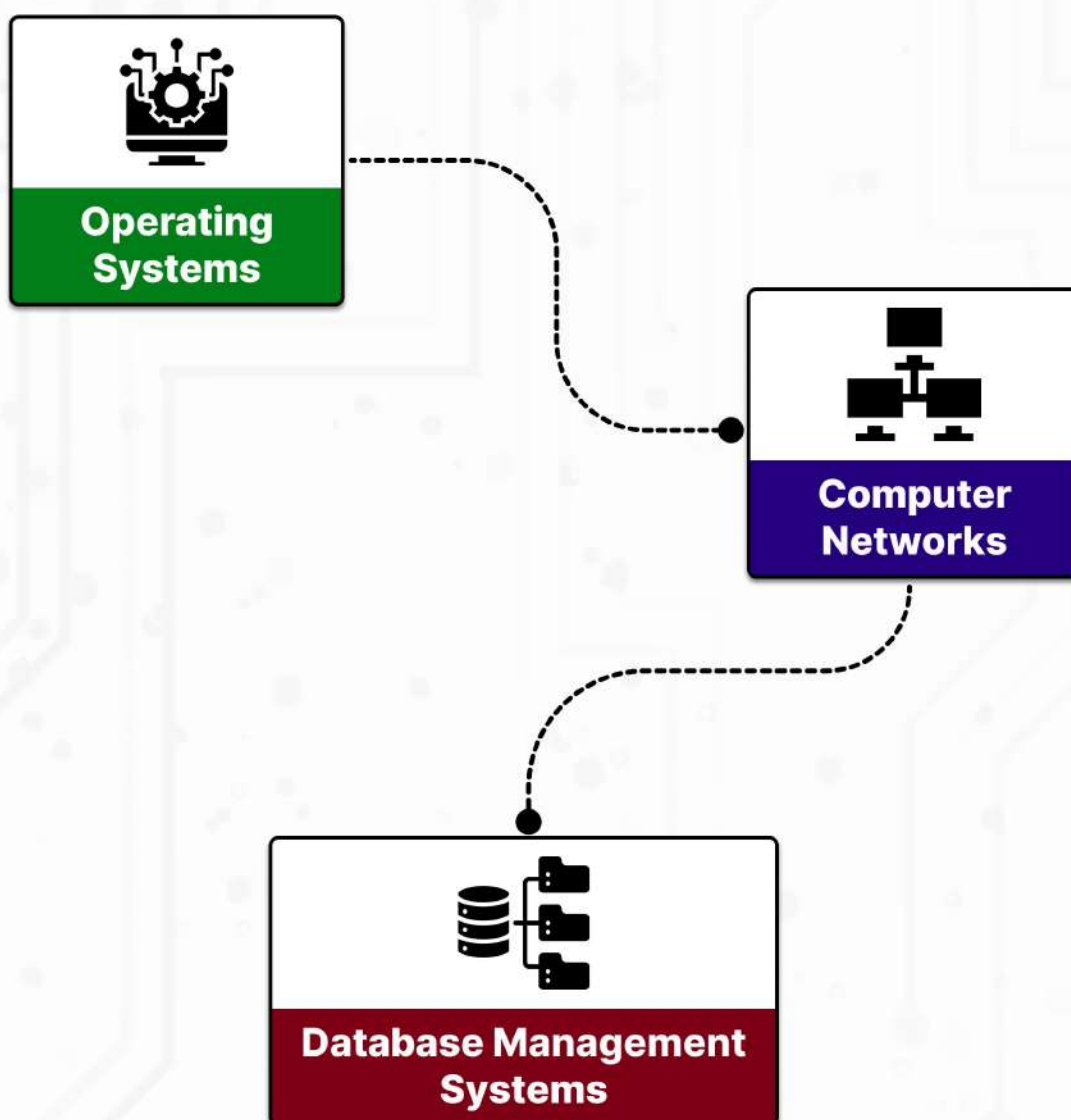 Operating
Systems
Computer
Networks
Database Management
Systems